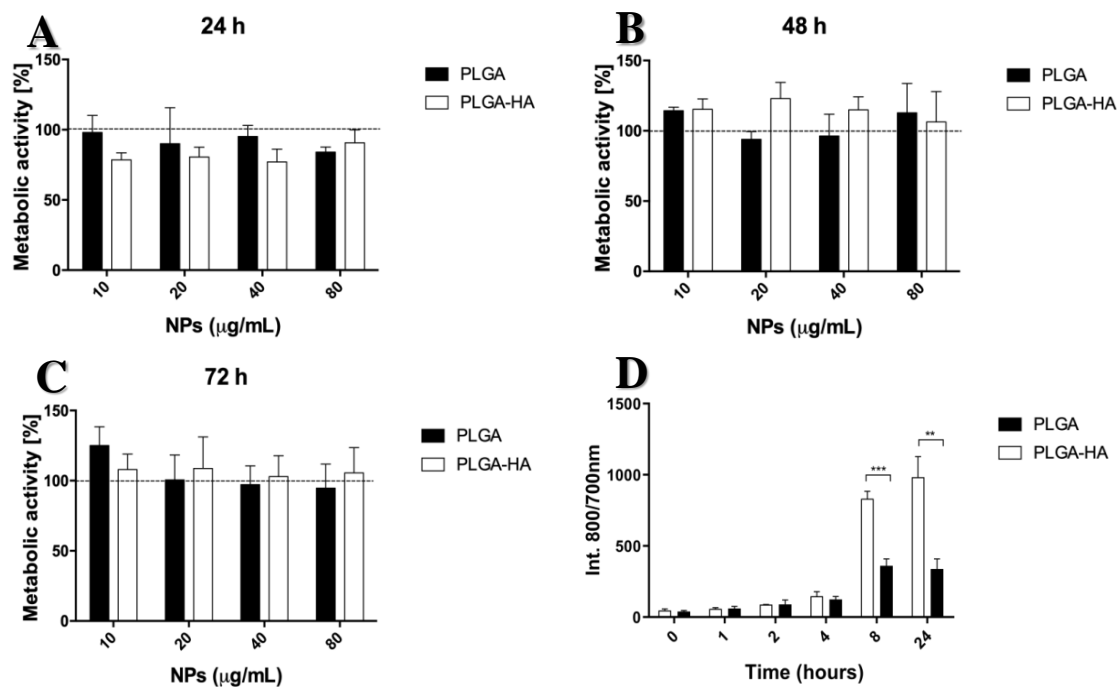 A
24 h
Metabolic activity [%]
150
100
50
0
10
20
40
80
NPs (μg/mL)
PLGA
PLGA-HA
B
48 h
Metabolic activity [%]
150
100
50
0
10
20
40
80
NPs (μg/mL)
PLGA
PLGA-HA
C
72 h
Metabolic activity [%]
150
100
50
0
10
20
40
80
NPs (μg/mL)
PLGA
PLGA-HA
D
Int. 800/700nm
1500
1000
500
0
***
**
0
1
2
4
8
24
Time (hours)
PLGA
PLGA-HA